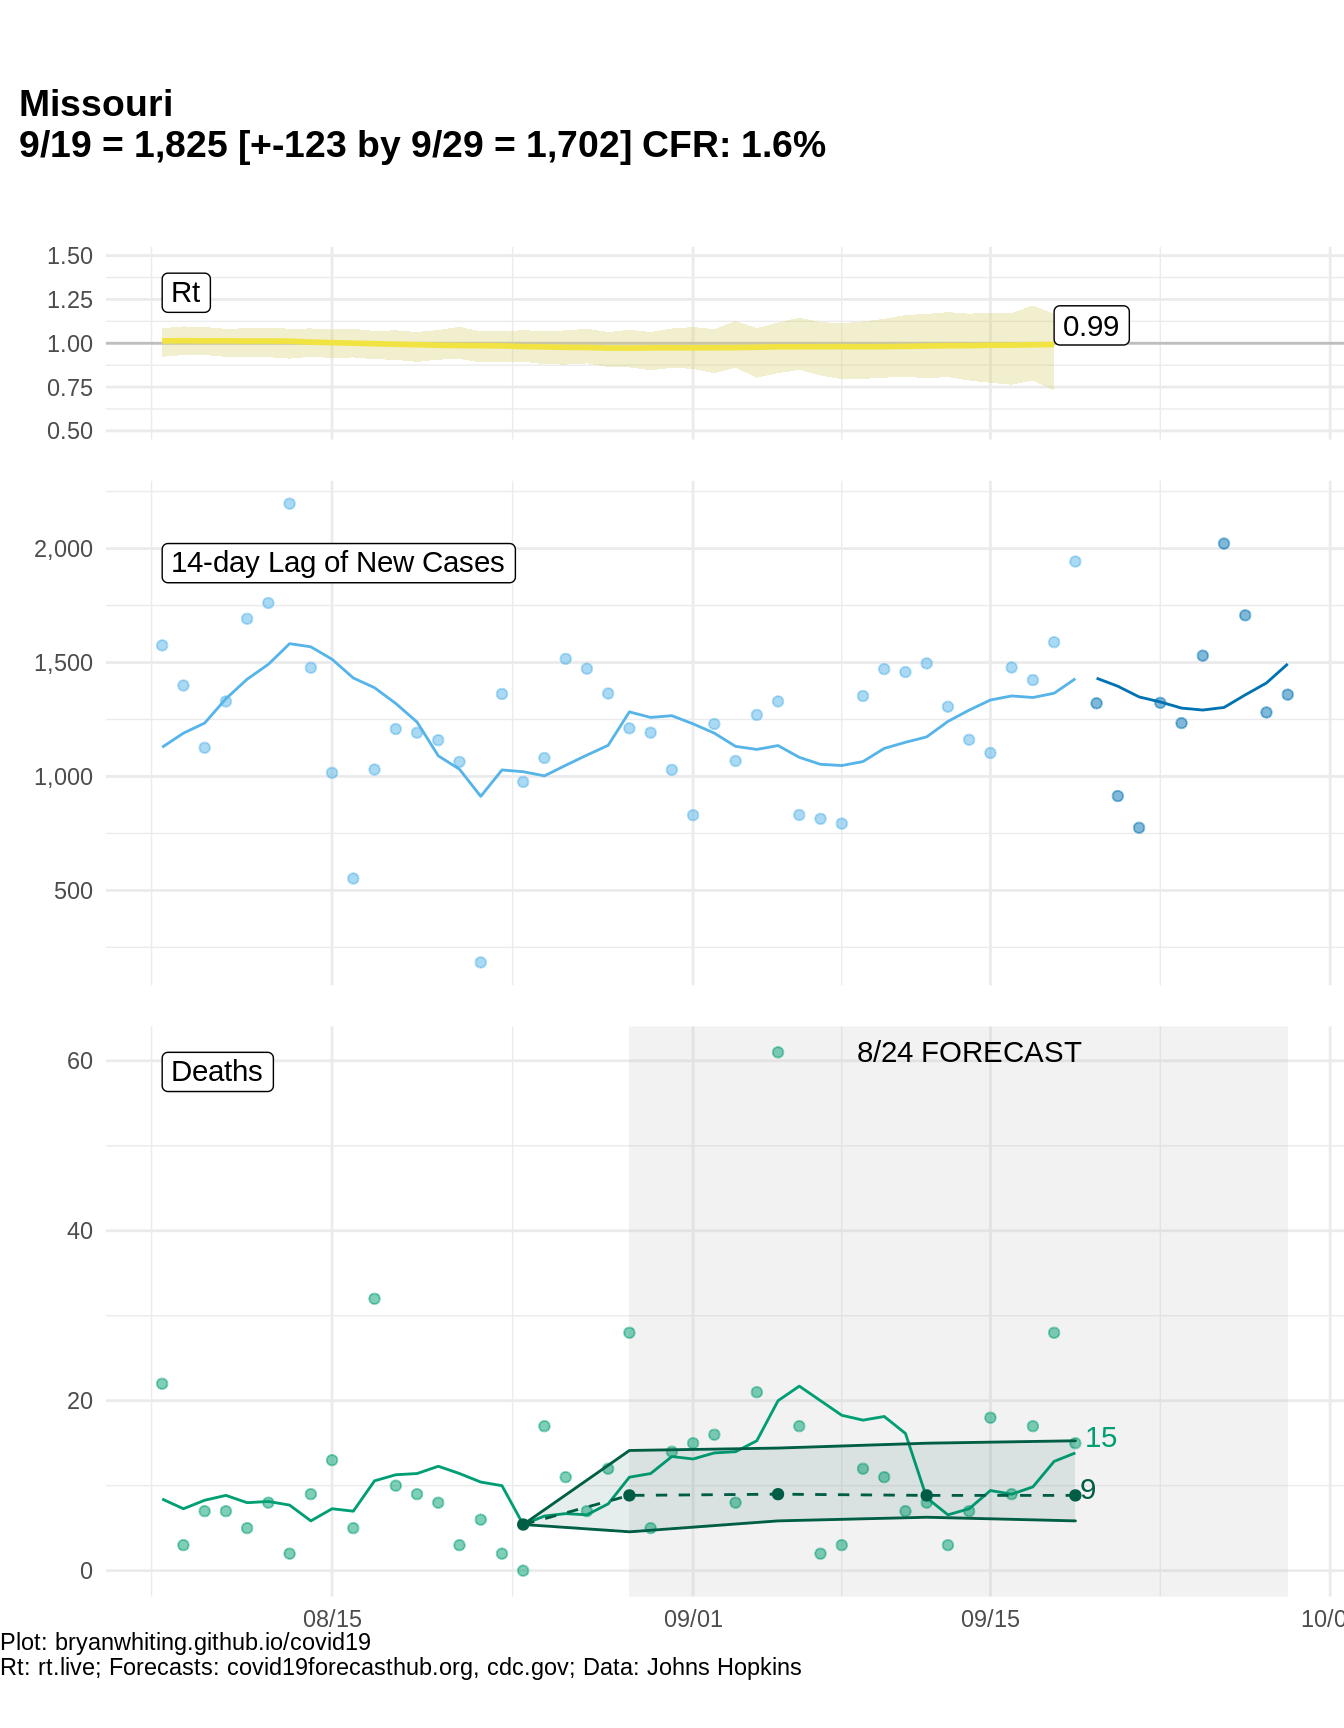 Missouri
9/19 = 1,825 [+-123 by 9/29 = 1,702] CFR: 1.6%
1.50
1.25
1.00
0.75
0.50
Rt
0.99
2,000
1,500
1,000
500
14-day Lag of New Cases
60
40
20
0
Deaths
8/24 FORECAST
15
9
08/15
09/01
09/15
10/0
Plot: bryanwhiting.github.io/covid19
Rt: rt.live; Forecasts: covid19forecasthub.org, cdc.gov; Data: Johns Hopkins